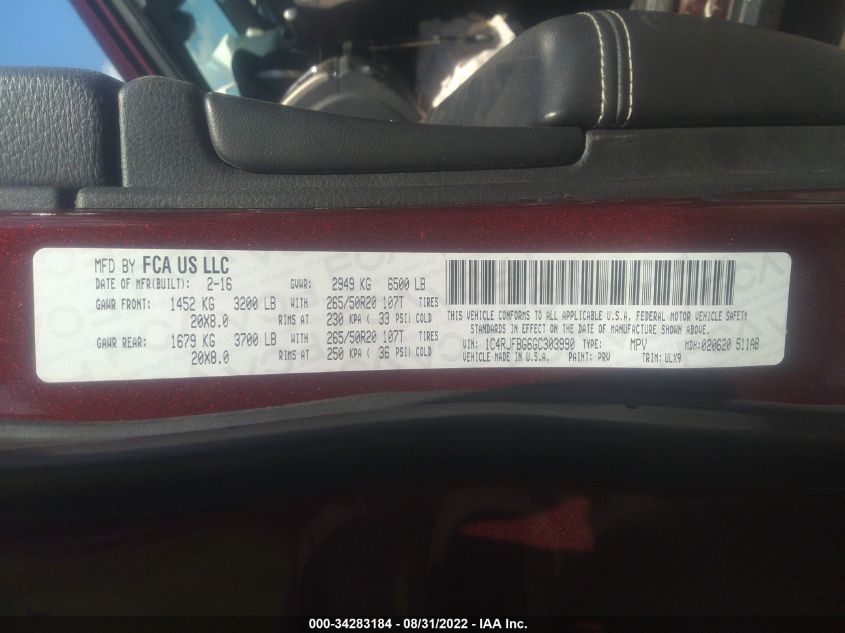 MFD BY FCA US LLC
DATE OF MFR(BUILT): 2-16 GVWR: 2949 KG 6500 LB
GAWR FRONT: 1452 KG 3200 LB WITH 265/50R20 107T TIRES
20X8.0 RIMS AT 230 KPA ( 33 PSI) COLD
GAWR REAR: 1679 KG 3700 LB WITH 265/50R20 107T TIRES
20X8.0 RIMS AT 250 KPA ( 36 PSI) COLD
THIS VEHICLE CONFORMS TO ALL APPLICABLE U.S.A. FEDERAL MOTOR VEHICLE SAFETY
STANDARDS IN EFFECT ON THE DATE OF MANUFACTURE SHOWN ABOVE.
VIN: 1C4RJFBG6GC303990 TYPE: MPV MDH: 020620 511AB
VEHICLE MADE IN U.S.A. PAINT: PRV TRIM: ULX9
000-34283184 - 08/31/2022 - IAA Inc.